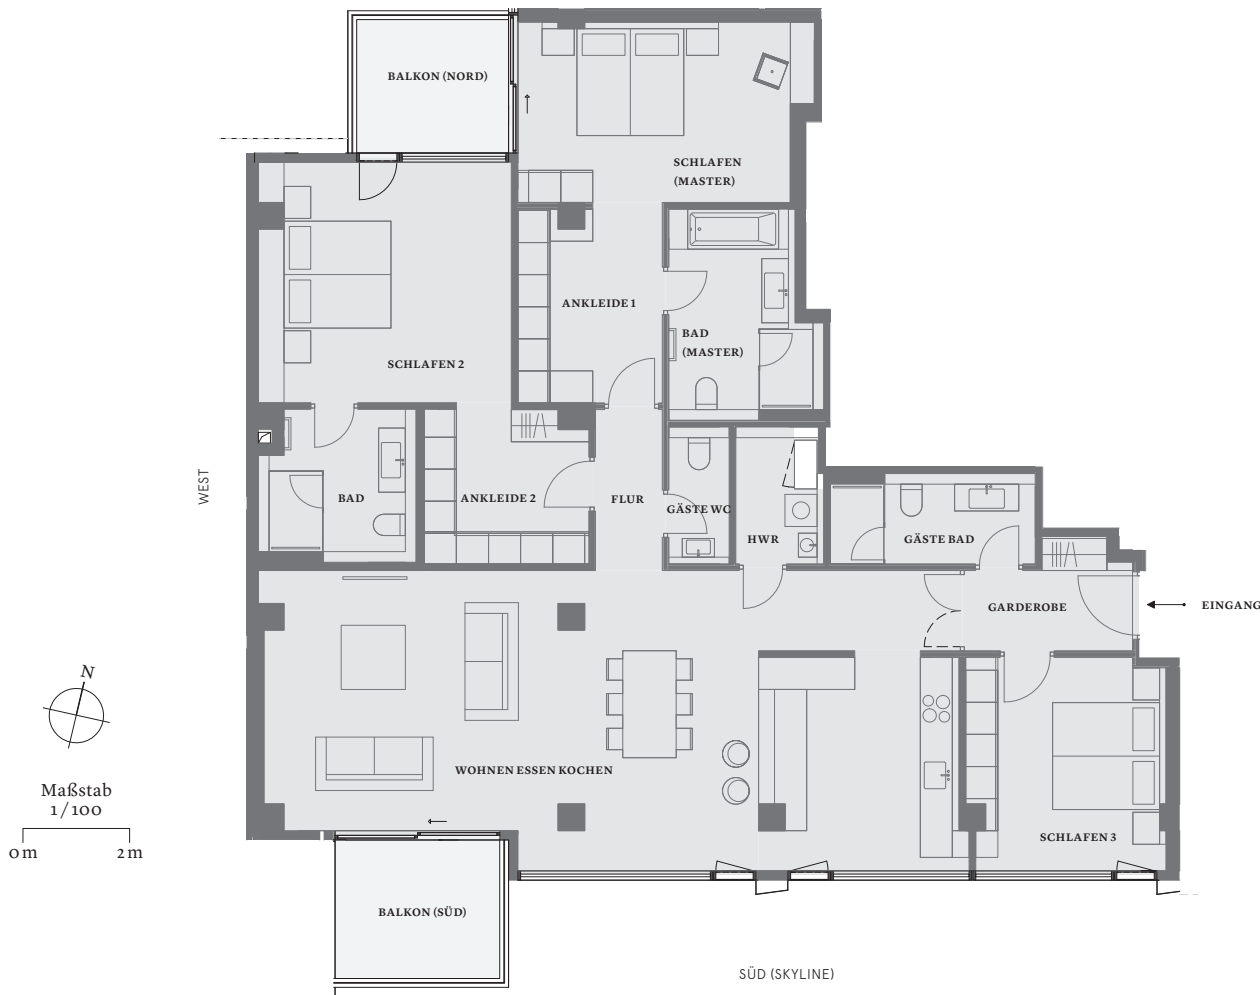 BALKON (NORD)
SCHLAFEN
(MASTER)
ANKLEIDE 1
BAD
(MASTER)
SCHLAFEN 2
WEST
BAD
ANKLEIDE 2
FLUR
GÄSTE WC
HWR
GÄSTE BAD
GARDEROBE
EINGANG
N
Maßstab
1/100
0 m
2 m
WOHNEN ESSEN KOCHEN
SCHLAFEN 3
BALKON (SÜD)
SÜD (SKYLINE)